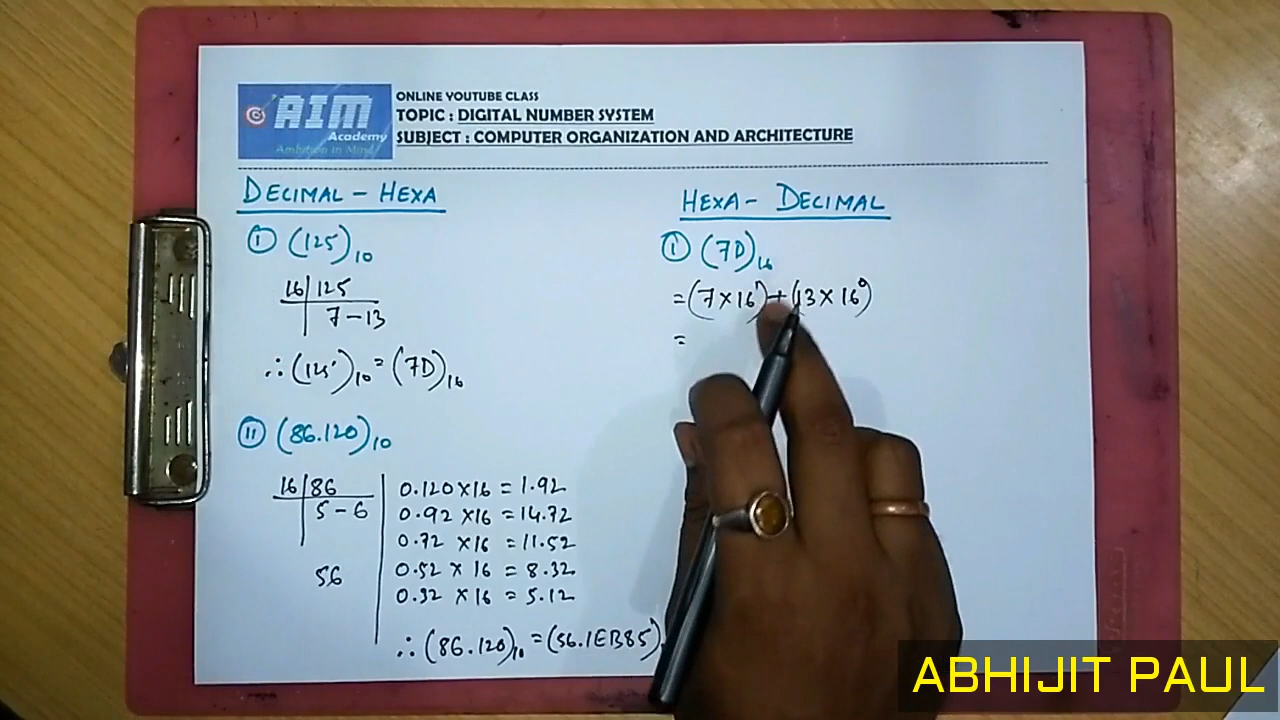 AIM
Academy
Ambition in Mind
ONLINE YOUTUBE CLASS
TOPIC : DIGITAL NUMBER SYSTEM
SUBJECT : COMPUTER ORGANIZATION AND ARCHITECTURE
DECIMAL - HEXA
I (125)₁₀
16 | 125
7 - 13
∴ (125)₁₀ = (7D)₁₆
II (86.120)₁₀
16 | 86
5 - 6
56
0.120 × 16 = 1.92
0.92 × 16 = 14.72
0.72 × 16 = 11.52
0.52 × 16 = 8.32
0.32 × 16 = 5.12
∴ (86.120)₁₀ = (56.1EB85)
HEXA - DECIMAL
I (7D)₁₆
= (7 × 16¹) + (13 × 16⁰)
=
ABHIJIT PAUL